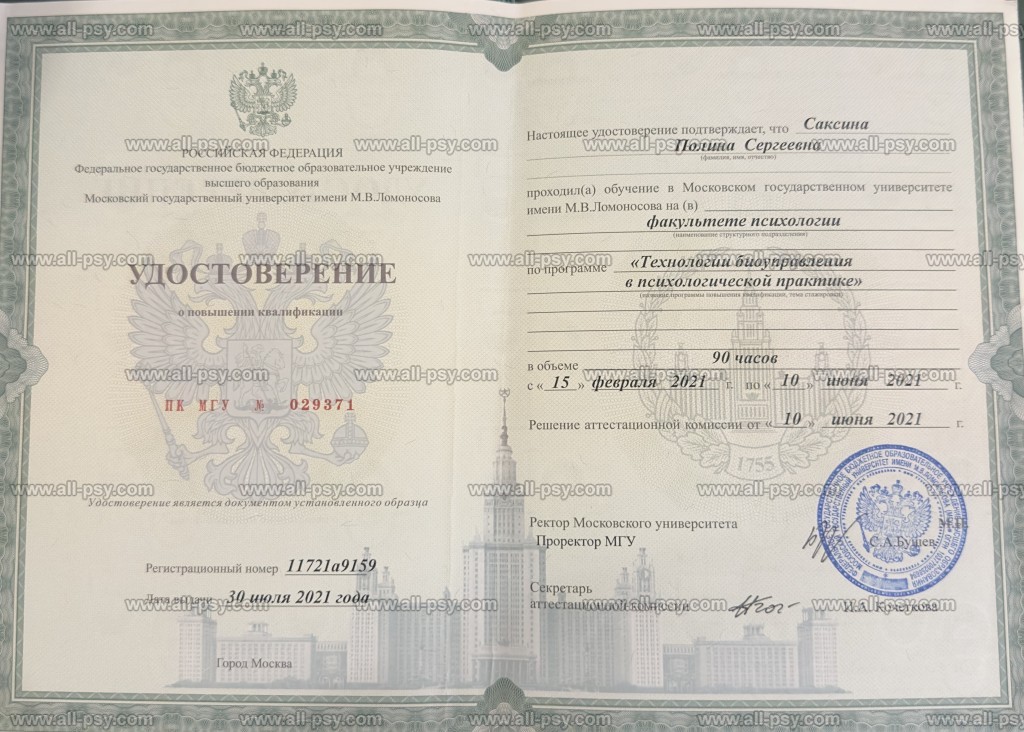 РОССИЙСКАЯ ФЕДЕРАЦИЯ
Федеральное государственное бюджетное образовательное учреждение
высшего образования
Московский государственный университет имени М.В.Ломоносова
УДОСТОВЕРЕНИЕ
о повышении квалификации
ПК МГУ № 029371
Удостоверение является документом установленного образца
Регистрационный номер 11721а9159
Дата выдачи 30 июля 2021 года
Город Москва
Настоящее удостоверение подтверждает, что Саксина
Полина Сергеевна
(фамилия, имя, отчество)
проходил(а) обучение в Московском государственном университете
имени М.В.Ломоносова на (в)
факультете психологии
(наименование структурного подразделения)
по программе «Технологии биоуправления
в психологической практике»
(название программы повышения квалификации, тема стажировки)
в объеме 90 часов
с « 15 » февраля 2021 г. по « 10 » июня 2021 г.
Решение аттестационной комиссии от « 10 » июня 2021 г.
1755
Ректор Московского университета
Проректор МГУ
М.П.
С.А.Бушев
Секретарь
аттестационной комиссии
И.А. Кочеткова
www.all-psy.com